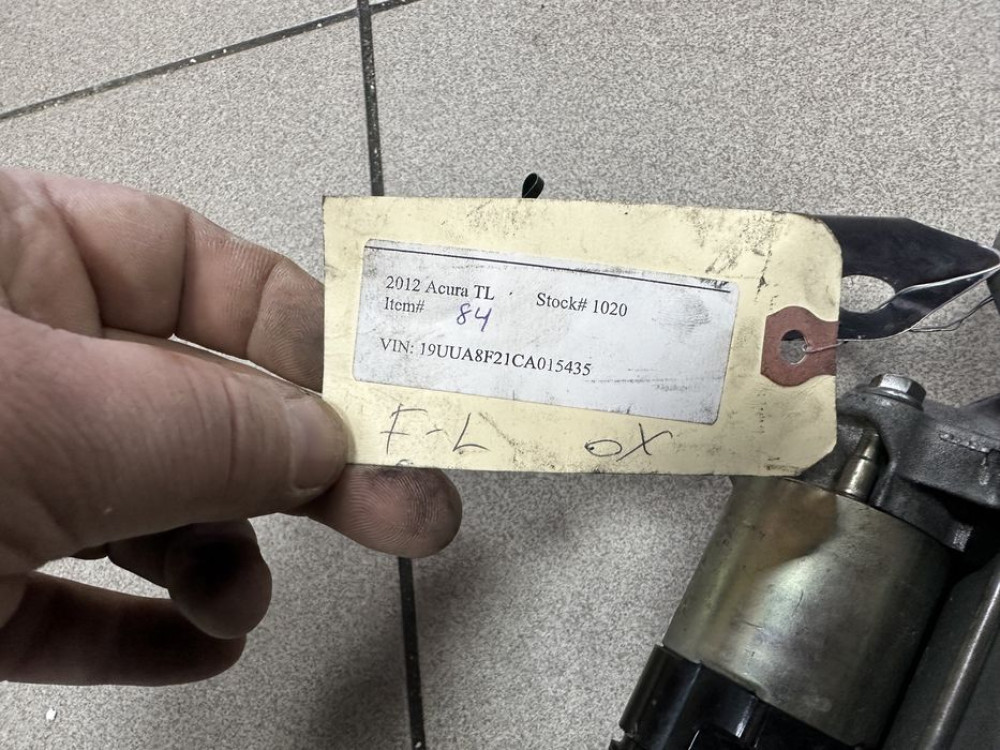 2012 Acura TL Stock# 1020
Item# 84
VIN: 19UUA8F21CA015435
F-L OX